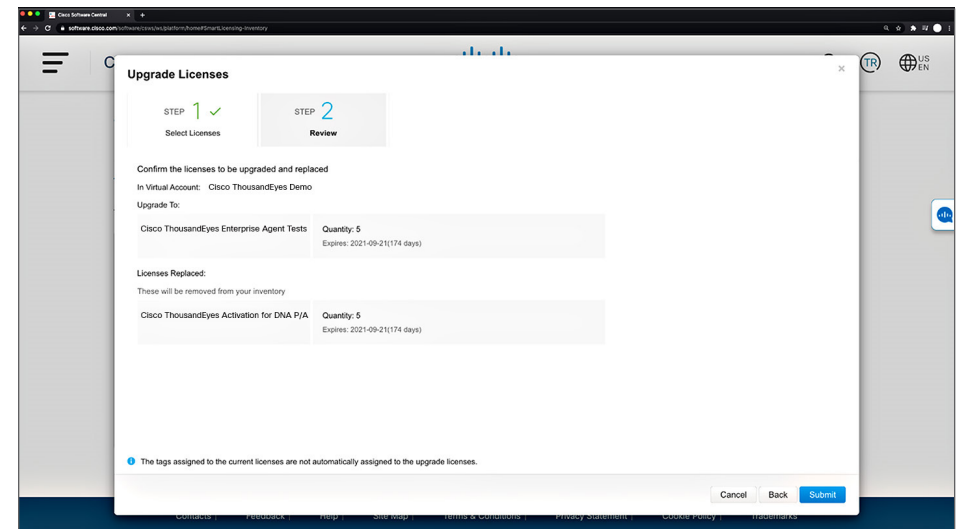 Cisco Software Central
software.cisco.com/software/csws/ws/platform/home#SmartLicensing-Inventory
C
TR
US
EN
Upgrade Licenses
STEP 1
Select Licenses
STEP 2
Review
Confirm the licenses to be upgraded and replaced
In Virtual Account: Cisco ThousandEyes Demo
Upgrade To:
Cisco ThousandEyes Enterprise Agent Tests
Quantity: 5
Expires: 2021-09-21(174 days)
Licenses Replaced:
These will be removed from your inventory
Cisco ThousandEyes Activation for DNA P/A
Quantity: 5
Expires: 2021-09-21(174 days)
The tags assigned to the current licenses are not automatically assigned to the upgrade licenses.
Cancel Back Submit
Contacts | Feedback | Help | Site Map | Terms & Conditions | Privacy Statement | Cookie Policy | Trademarks